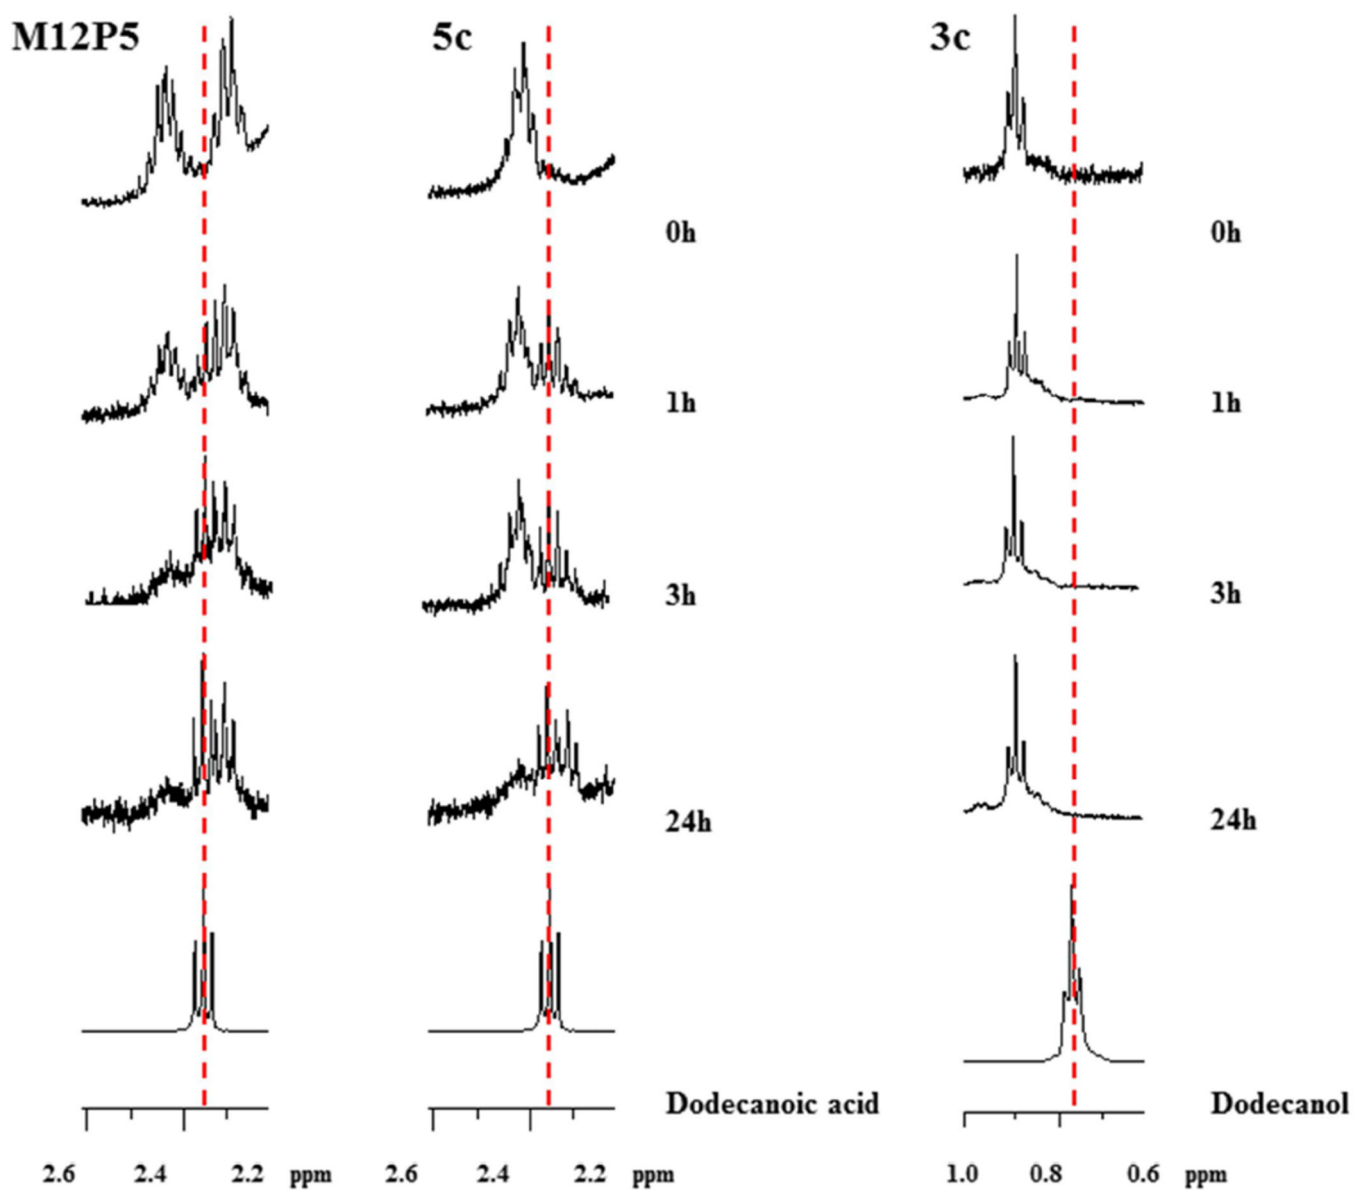 M12P5 5c 3c
0h 0h
1h 1h
3h 3h
24h 24h
Dodecanoic acid Dodecanol
2.6 2.4 2.2 ppm 2.6 2.4 2.2 ppm 1.0 0.8 0.6 ppm